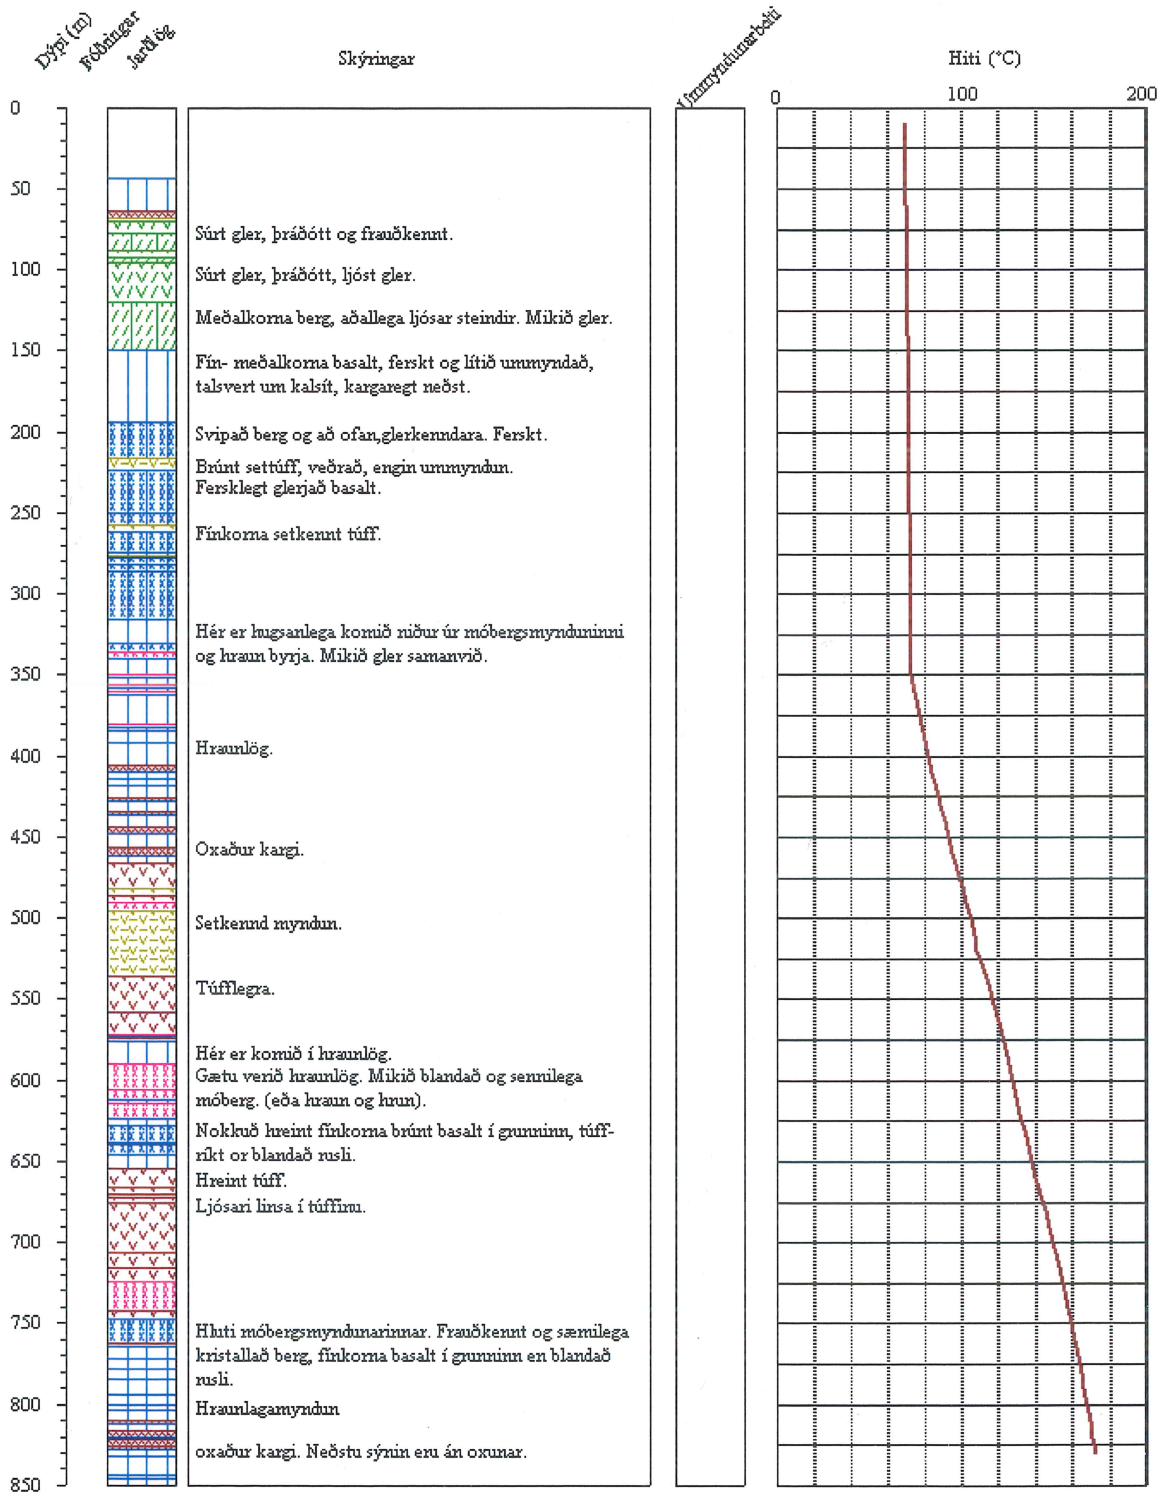 Dýpi (m)
Fóðringar
Jarðlög
Skýringar
Ummyndunarbelti
Hiti (°C)
0
100
200
0
50
100
150
200
250
300
350
400
450
500
550
600
650
700
750
800
850
Súrt gler, þráðótt og frauðkennt.
Súrt gler, þráðótt, ljóst gler.
Meðalkorna berg, aðallega ljósar steindir. Mikið gler.
Fín- meðalkorna basalt, ferskt og lítið ummyndað,
talsvert um kalsít, kargaregt neðst.
Svipað berg og að ofan,glerkenndara. Ferskt.
Brúnt settúff, veðrað, engin ummyndun.
Fersklegt glerjað basalt.
Fínkorna setkennt túff.
Hér er hugsanlega komið niður úr móbergsmynduninni
og hraun byrja. Mikið gler samanvið.
Hraunlög.
Oxaður kargi.
Setkennd myndun.
Túfflegra.
Hér er komið í hraunlög.
Gætu verið hraunlög. Mikið blandað og sennilega
móberg. (eða hraun og hrun).
Nokkuð hreint fínkorna brúnt basalt í grunninn, túff-
ríkt or blandað rusli.
Hreint túff.
Ljósari linsa í túffinu.
Hluti móbergsmyndunarinnar. Frauðkennt og sæmilega
kristallað berg, fínkorna basalt í grunninn en blandað
rusli.
Hraunlagamyndun
oxaður kargi. Neðstu sýnin eru án oxunar.